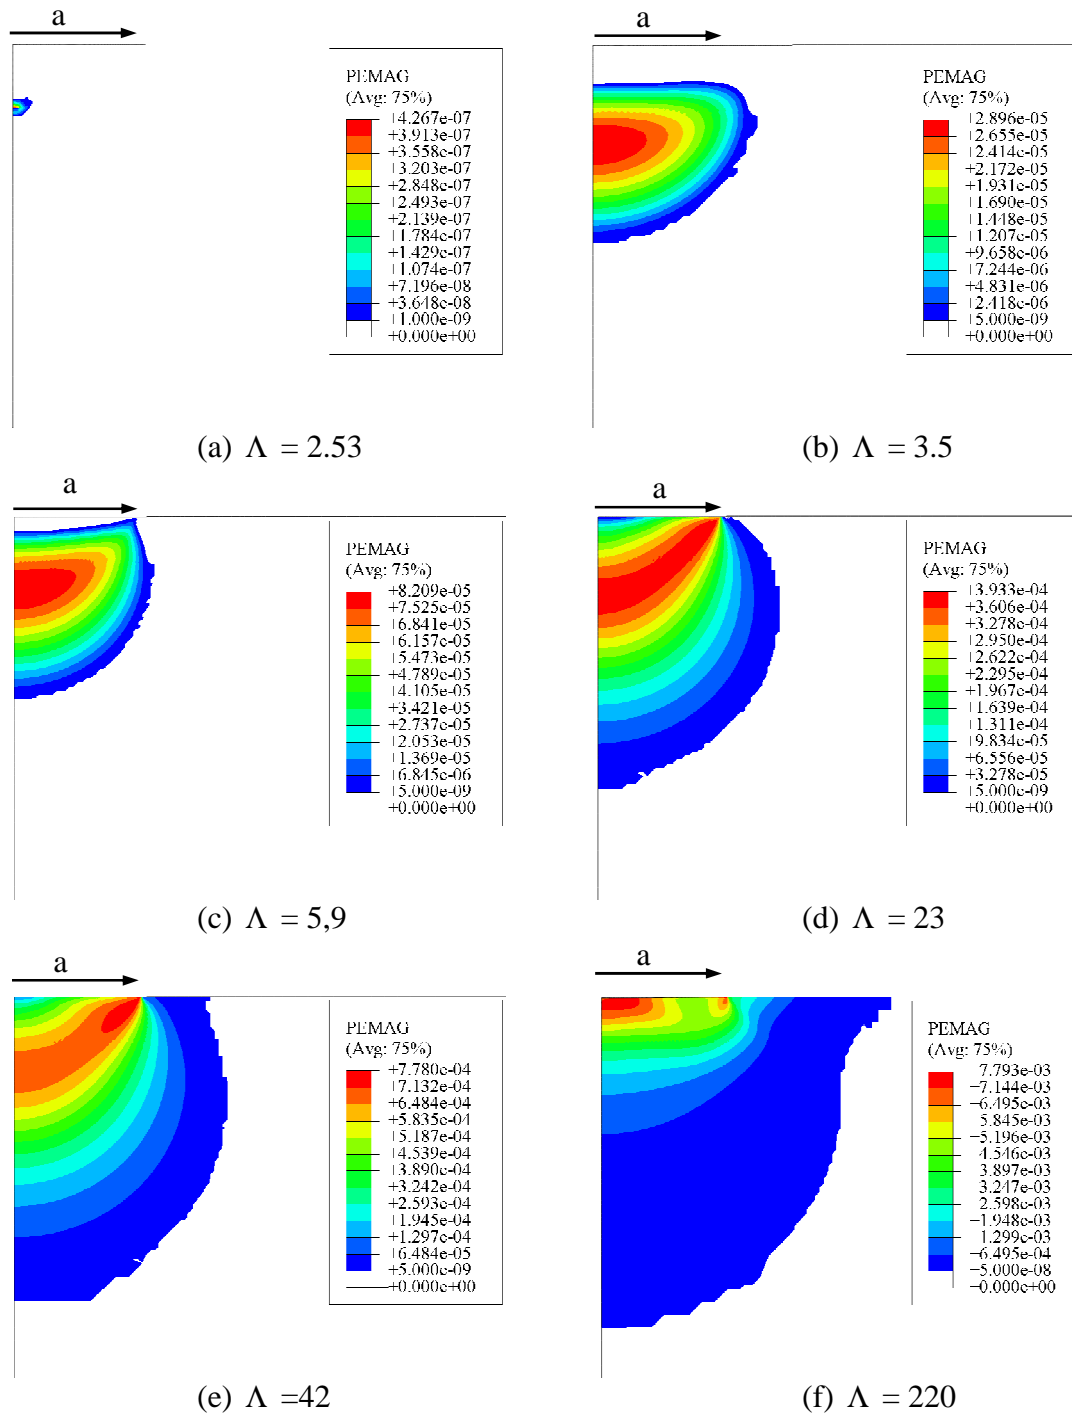 a
PEMAG
(Avg: 75%)
+4.267e-07
+3.913e-07
+3.558e-07
+3.203e-07
+2.848e-07
+2.493e-07
+2.139e-07
+1.784e-07
+1.429e-07
+1.074e-07
+7.196e-08
+3.648e-08
+1.000e-09
+0.000e+00
(a) Λ = 2.53
a
PEMAG
(Avg: 75%)
+2.896e-05
+2.655e-05
+2.414e-05
+2.172e-05
+1.931e-05
+1.690e-05
+1.448e-05
+1.207e-05
+9.658e-06
+7.244e-06
+4.831e-06
+2.418e-06
+5.000e-09
+0.000e+00
(b) Λ = 3.5
a
PEMAG
(Avg: 75%)
+8.209e-05
+7.525e-05
+6.841e-05
+6.157e-05
+5.473e-05
+4.789e-05
+4.105e-05
+3.421e-05
+2.737e-05
+2.053e-05
+1.369e-05
+6.845e-06
+5.000e-09
+0.000e+00
(c) Λ = 5,9
a
PEMAG
(Avg: 75%)
+3.933e-04
+3.606e-04
+3.278e-04
+2.950e-04
+2.622e-04
+2.295e-04
+1.967e-04
+1.639e-04
+1.311e-04
+9.834e-05
+6.556e-05
+3.278e-05
+5.000e-09
+0.000e+00
(d) Λ = 23
a
PEMAG
(Avg: 75%)
+7.780e-04
+7.132e-04
+6.484e-04
+5.835e-04
+5.187e-04
+4.539e-04
+3.890e-04
+3.242e-04
+2.593e-04
+1.945e-04
+1.297e-04
+6.484e-05
+5.000e-09
+0.000e+00
(e) Λ =42
a
PEMAG
(Avg: 75%)
7.793e-03
7.144e-03
6.495e-03
5.845e-03
5.196e-03
4.546e-03
3.897e-03
3.247e-03
2.598e-03
1.948e-03
1.299e-03
6.495e-04
5.000e-08
0.000e+00
(f) Λ = 220